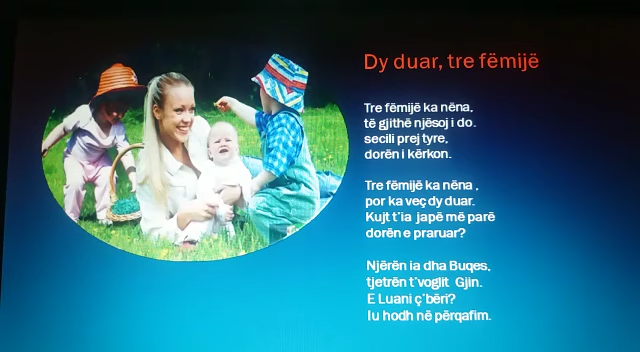 Dy duar, tre fëmijë
Tre fëmijë ka nëna,
të gjithë njësoj i do.
secili prej tyre,
dorën i kërkon.
Tre fëmijë ka nëna ,
por ka veç dy duar.
Kujt t'ia japë më parë
dorën e praruar?
Njërën ia dha Buqes,
tjetrën t'voglit Gjin.
E Luani ç'bëri?
Iu hodh në përqafim.